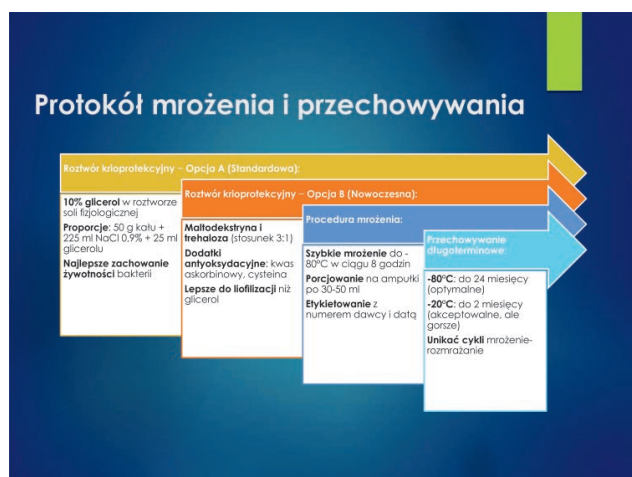 Protokół mrożenia i przechowywania
Roztwór krioprotekcyjny – Opcja A (Standardowa):
10% glicerol w roztworze
soli fizjologicznej
Proporcje: 50 g kału +
225 ml NaCl 0,9% + 25 ml
glicerolu
Najlepsze zachowanie
żywotności bakterii
Roztwór krioprotekcyjny – Opcja B (Nowoczesna):
Maltodekstryna i
trehaloza (stosunek 3:1)
Dodatki
antyoksydacyjne: kwas
askorbinowy, cysteina
Lepsze do liofilizacji niż
glicerol
Procedura mrożenia:
Szybkie mrożenie do -
80°C w ciągu 8 godzin
Porcjowanie na ampułki
po 30-50 ml
Etykietowanie z
numerem dawcy i datą
Przechowywanie
długoterminowe:
-80°C: do 24 miesięcy
(optymalne)
-20°C: do 2 miesięcy
(akceptowalne, ale
gorsze)
Unikać cykli mrożenie-
rozmrażanie